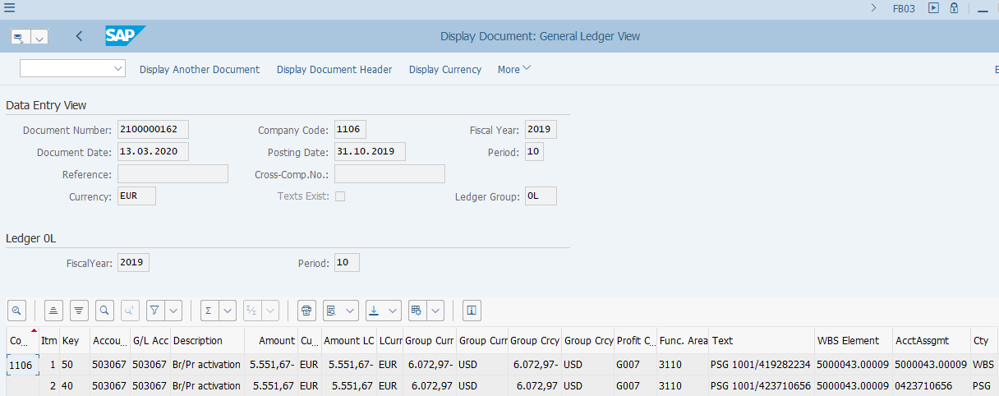 FB03
SAP
Display Document: General Ledger View
Display Another Document Display Document Header Display Currency More E
Data Entry View
Document Number: 2100000162 Company Code: 1106 Fiscal Year: 2019
Document Date: 13.03.2020 Posting Date: 31.10.2019 Period: 10
Reference: Cross-Comp.No.:
Currency: EUR Texts Exist: Ledger Group: 0L
Ledger 0L
FiscalYear: 2019 Period: 10
Co... Itm Key Accou... G/L Acc Description Amount Cu... Amount LC LCurr Group Curr Group Curr Group Crcy Group Crcy Profit C... Func. Area Text WBS Element AcctAssgmt Cty
1106 1 50 503067 503067 Br/Pr activation 5.551,67- EUR 5.551,67- EUR 6.072,97- USD 6.072,97- USD G007 3110 PSG 1001/419282234 5000043.00009 5000043.00009 WBS
2 40 503067 503067 Br/Pr activation 5.551,67 EUR 5.551,67 EUR 6.072,97 USD 6.072,97 USD G007 3110 PSG 1001/423710656 5000043.00009 0423710656 PSG